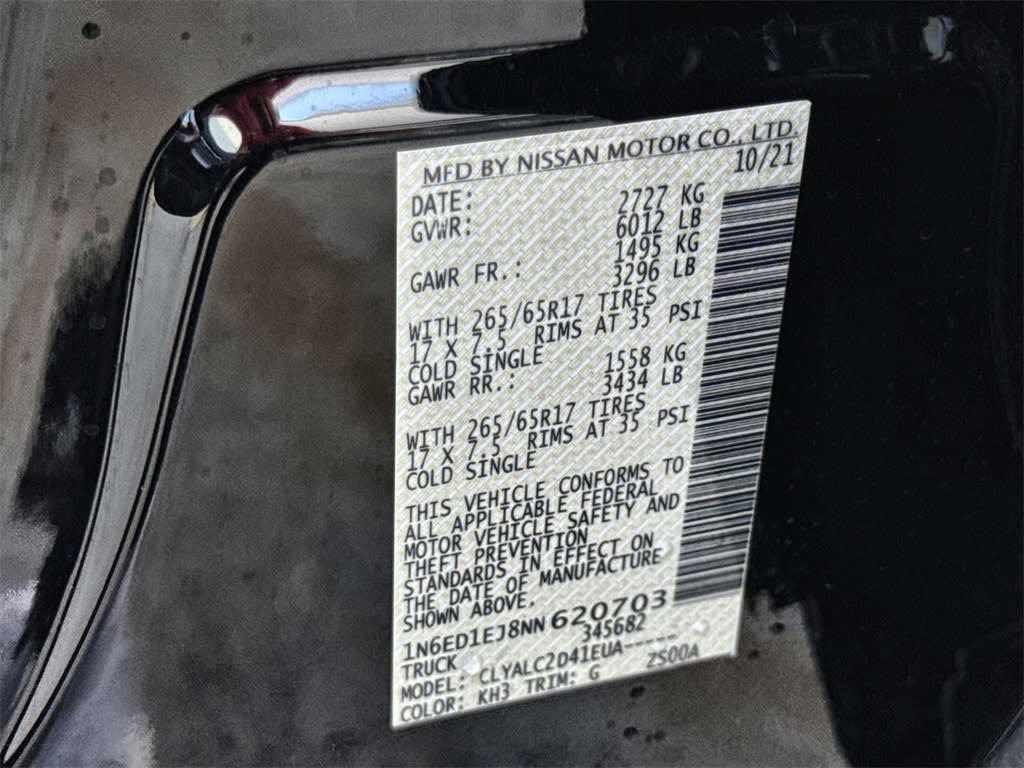 MFD BY NISSAN MOTOR CO., LTD.
DATE: 10/21
GVWR: 2727 KG
6012 LB
GAWR FR.: 1495 KG
3296 LB
WITH 265/65R17 TIRES
17 X 7.5 RIMS AT 35 PSI
COLD SINGLE
GAWR RR.: 1558 KG
3434 LB
WITH 265/65R17 TIRES
17 X 7.5 RIMS AT 35 PSI
COLD SINGLE
THIS VEHICLE CONFORMS TO
ALL APPLICABLE FEDERAL
MOTOR VEHICLE SAFETY AND
THEFT PREVENTION
STANDARDS IN EFFECT ON
THE DATE OF MANUFACTURE
SHOWN ABOVE.
1N6ED1EJ8NN 620703
TRUCK 345682
MODEL: CLYALC2D41EUA-----
COLOR: KH3 TRIM: G ZS00A